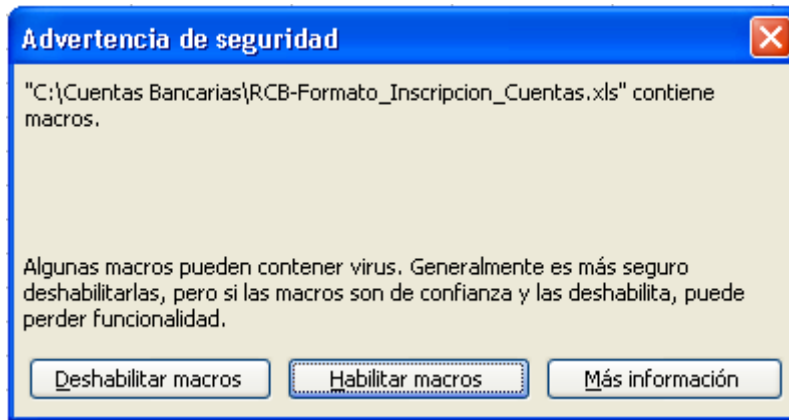 Advertencia de seguridad
"C:\Cuentas Bancarias\RCB-Formato_Inscripcion_Cuentas.xls" contiene
macros.
Algunas macros pueden contener virus. Generalmente es más seguro
deshabilitarlas, pero si las macros son de confianza y las deshabilita, puede
perder funcionalidad.
Deshabilitar macros
Habilitar macros
Más información